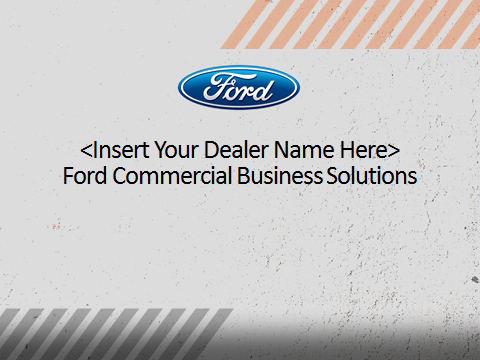 Ford
<Insert Your Dealer Name Here>
Ford Commercial Business Solutions